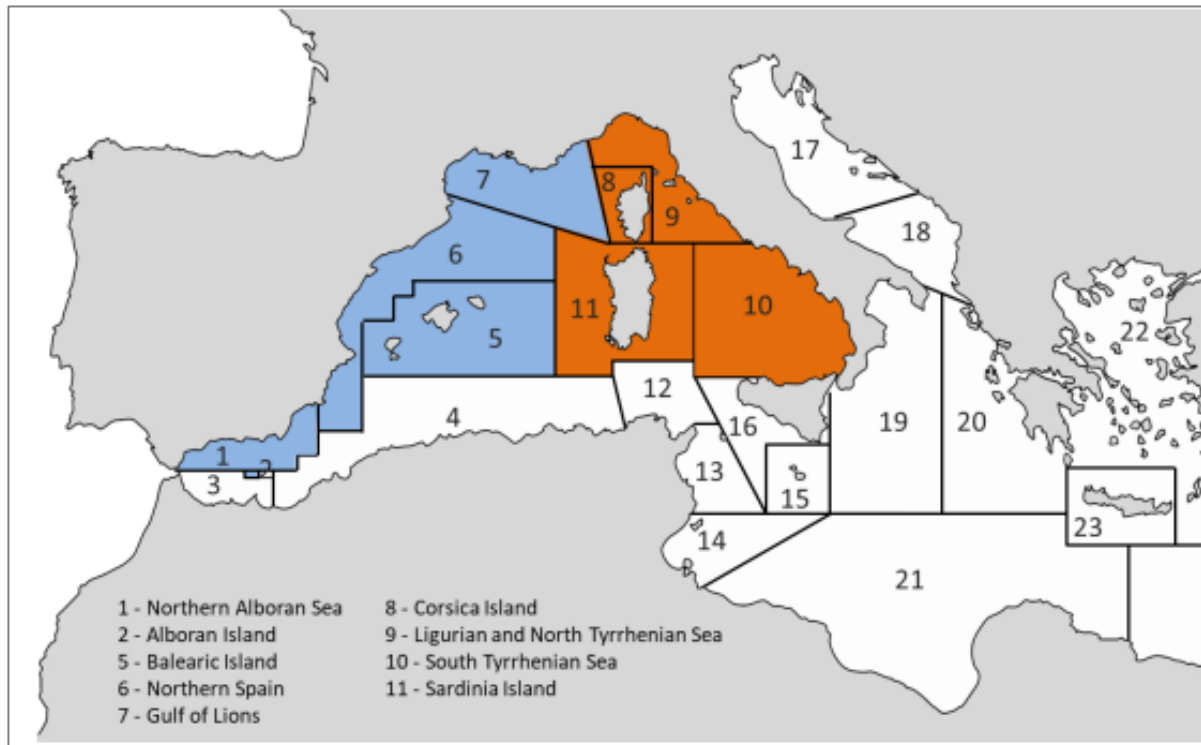 17
7
8
9
18
6
11
10
22
5
12
4
16
19
20
1
2
3
13
15
23
14
21
1 - Northern Alboran Sea
2 - Alboran Island
5 - Balearic Island
6 - Northern Spain
7 - Gulf of Lions
8 - Corsica Island
9 - Ligurian and North Tyrrhenian Sea
10 - South Tyrrhenian Sea
11 - Sardinia Island